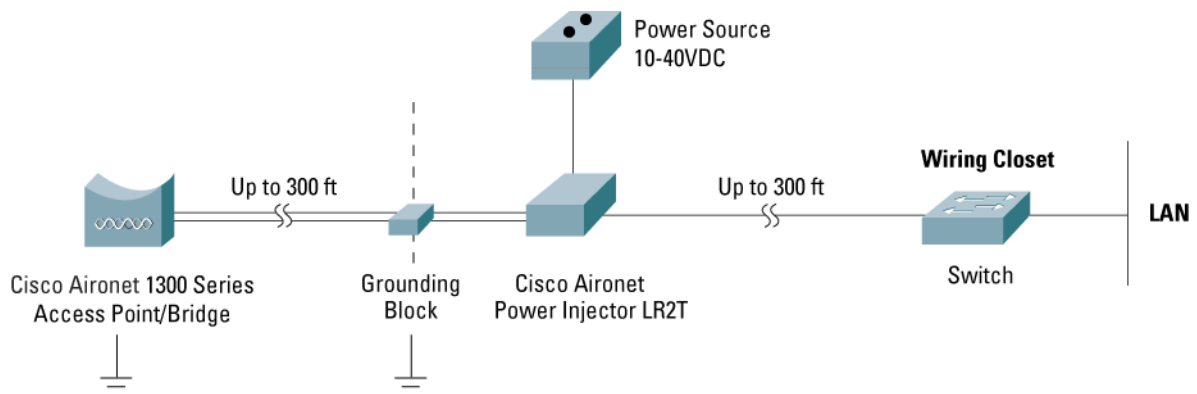 Power Source
10-40VDC
Wiring Closet
Up to 300 ft
Up to 300 ft
LAN
Switch
Cisco Aironet 1300 Series
Access Point/Bridge
Grounding
Block
Cisco Aironet
Power Injector LR2T